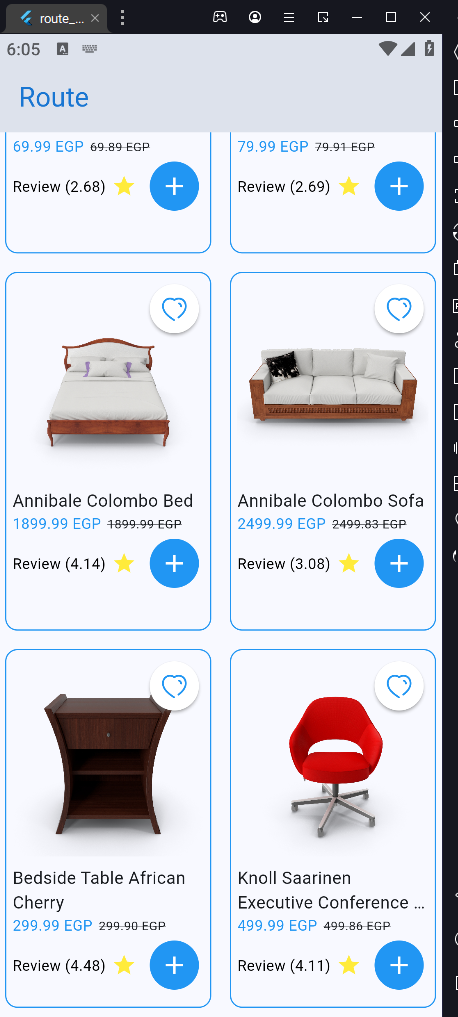 route_...
6:05
A
Route
69.99 EGP 69.89 EGP
79.99 EGP 79.91 EGP
Review (2.68)
Review (2.69)
Annibale Colombo Bed
1899.99 EGP 1899.99 EGP
Review (4.14)
Annibale Colombo Sofa
2499.99 EGP 2499.83 EGP
Review (3.08)
Bedside Table African
Cherry
299.99 EGP 299.90 EGP
Review (4.48)
Knoll Saarinen
Executive Conference ...
499.99 EGP 499.86 EGP
Review (4.11)